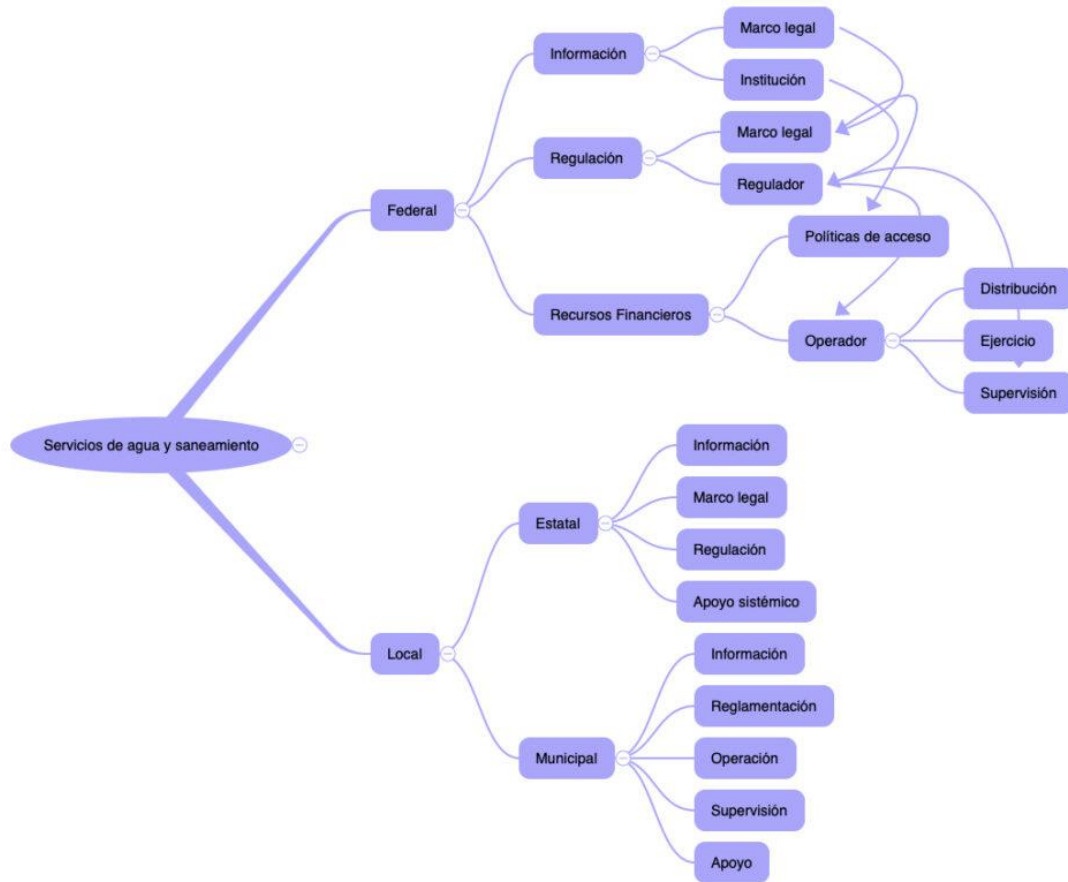 Servicios de agua y saneamiento
Federal
Información
Marco legal
Institución
Regulación
Marco legal
Regulador
Recursos Financieros
Políticas de acceso
Operador
Distribución
Ejercicio
Supervisión
Local
Estatal
Información
Marco legal
Regulación
Apoyo sistémico
Municipal
Información
Reglamentación
Operación
Supervisión
Apoyo